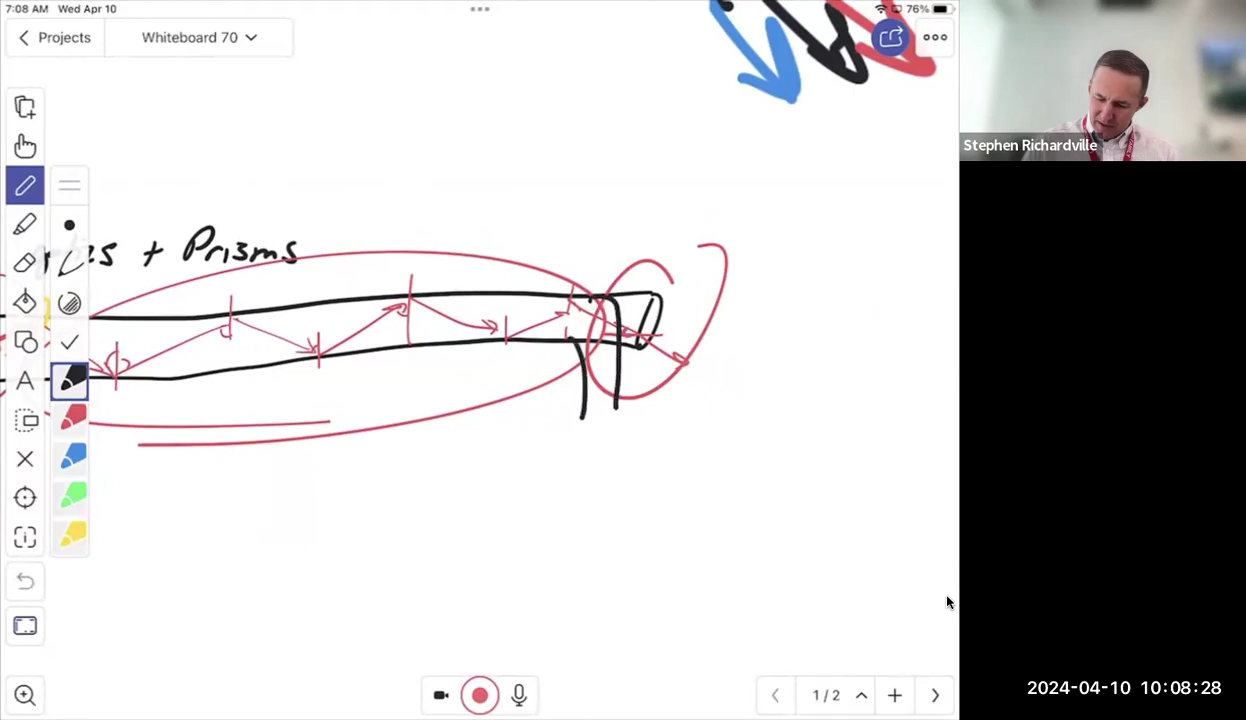 7:08 AM Wed Apr 10
76%
Projects
Whiteboard 70
Stephen Richardville
+ Prisms
A
1 / 2
2024-04-10 10:08:28